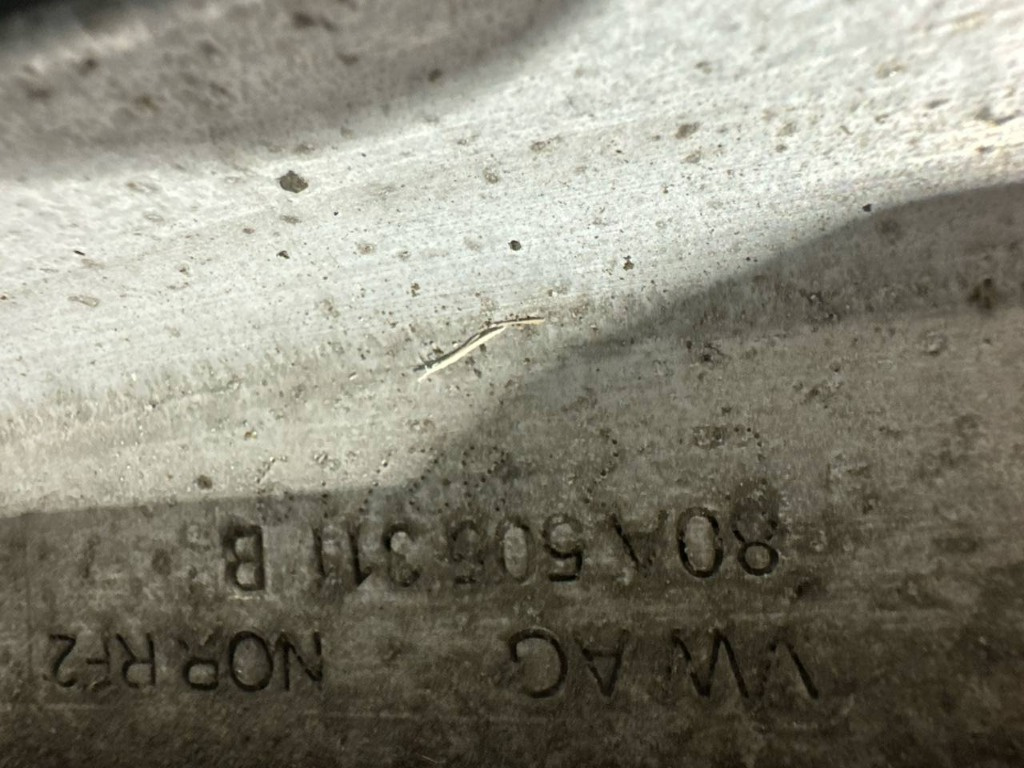 VW AG NOR RF2
80A 505 311 B